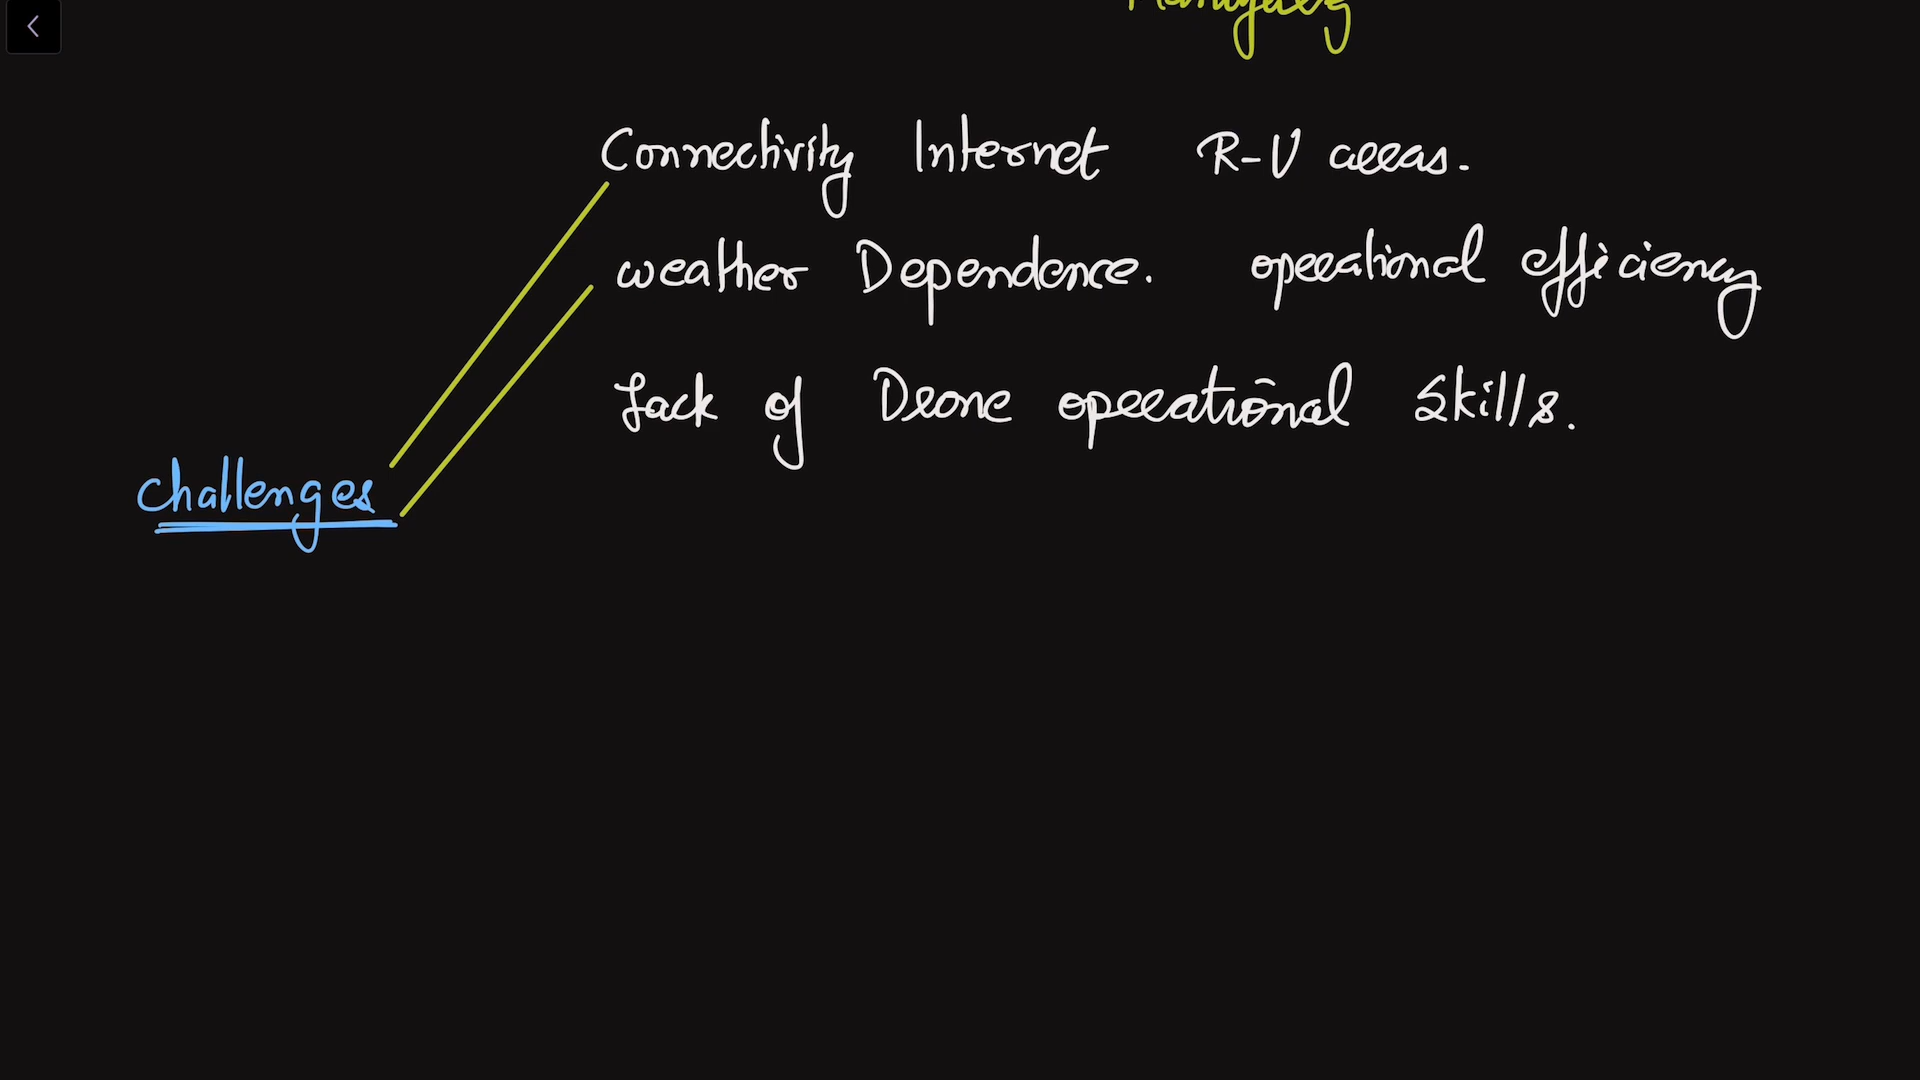 Connectivity Internet R-U areas.
weather Dependence. operational efficiency
Lack of Drone operational Skills.
Challenges